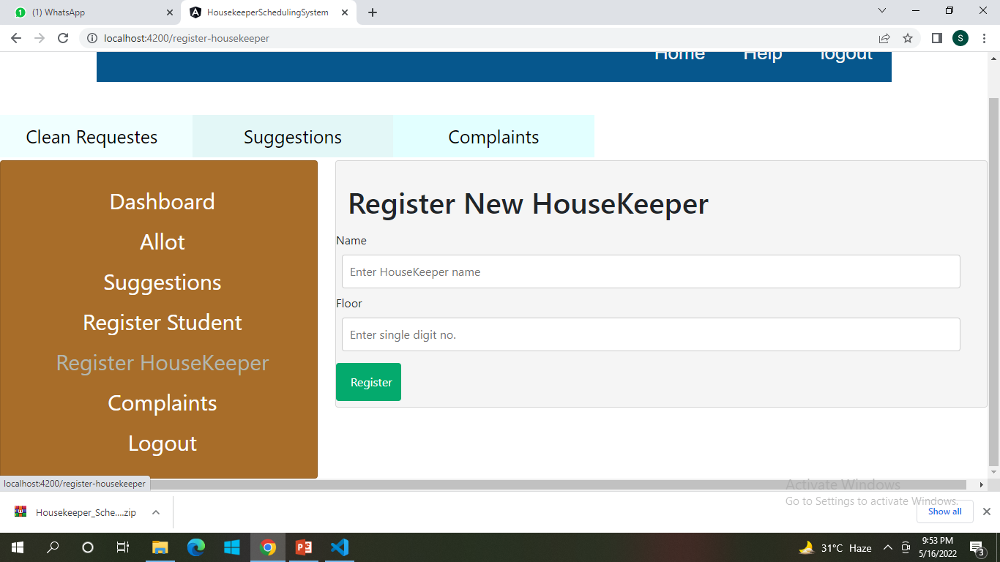 (1) WhatsApp
HousekeeperSchedulingSystem
localhost:4200/register-housekeeper
S
Home Help logout
Clean Requestes Suggestions Complaints
Dashboard
Allot
Suggestions
Register Student
Register HouseKeeper
Complaints
Logout
Register New HouseKeeper
Name
Enter HouseKeeper name
Floor
Enter single digit no.
Register
localhost:4200/register-housekeeper
Activate Windows
Go to Settings to activate Windows.
Housekeeper_Sche....zip
Show all
31°C Haze
9:53 PM
5/16/2022
3